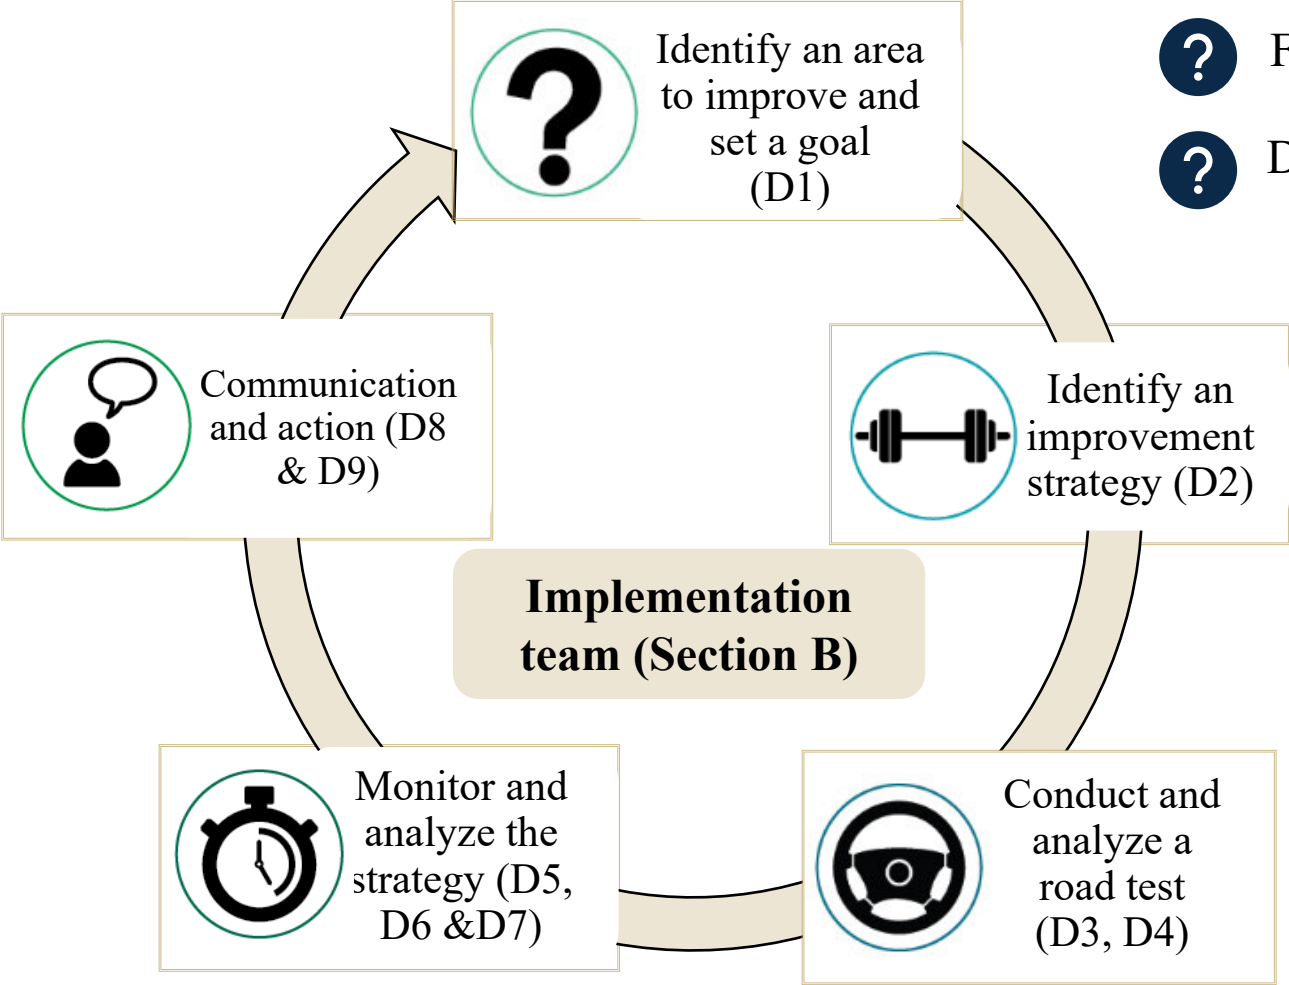 Identify an area
to improve and
set a goal
(D1)
F
D
Identify an
improvement
strategy (D2)
Conduct and
analyze a
road test
(D3, D4)
Monitor and
analyze the
strategy (D5,
D6 &D7)
Communication
and action (D8
& D9)
Implementation
team (Section B)